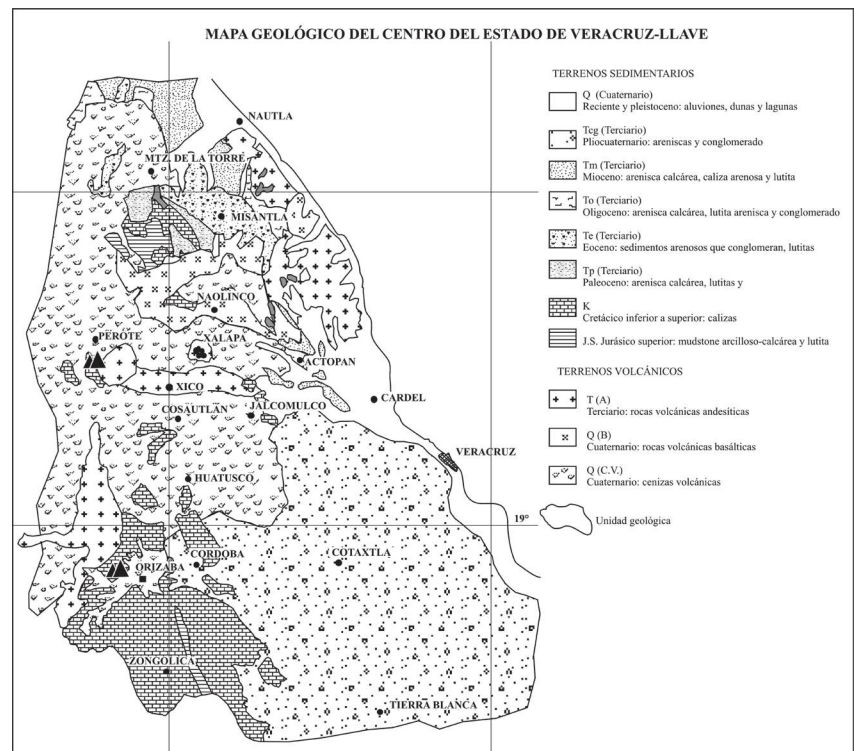 MAPA GEOLÓGICO DEL CENTRO DEL ESTADO DE VERACRUZ-LLAVE
TERRENOS SEDIMENTARIOS
Q (Cuaternario)
Reciente y pleistoceno: aluviones, dunas y lagunas
Tcg (Terciario)
Pliocuaternario: areniscas y conglomerado
Tm (Terciario)
Mioceno: arenisca calcárea, caliza arenosa y lutita
To (Terciario)
Oligoceno: arenisca calcárea, lutita arenisca y conglomerado
Te (Terciario)
Eoceno: sedimentos arenosos que conglomeran, lutitas
Tp (Terciario)
Paleoceno: arenisca calcárea, lutitas y
K
Cretácico inferior a superior: calizas
J.S. Jurásico superior: mudstone arcilloso-calcárea y lutita
TERRENOS VOLCÁNICOS
T (A)
Terciario: rocas volcánicas andesíticas
Q (B)
Cuaternario: rocas volcánicas basálticas
Q (C.V.)
Cuaternario: cenizas volcánicas
Unidad geológica
NAUTLA
MTZ. DE LA TORRE
MISANTLA
NAOLINCO
PEROTE
XALAPA
ACTOPAN
XICO
CARDEL
COSAUTLÁN
JALCOMULCO
VERACRUZ
HUATUSCO
19°
CORDOBA
COTAXTLA
ORIZABA
ZONGOLICA
TIERRA BLANCA